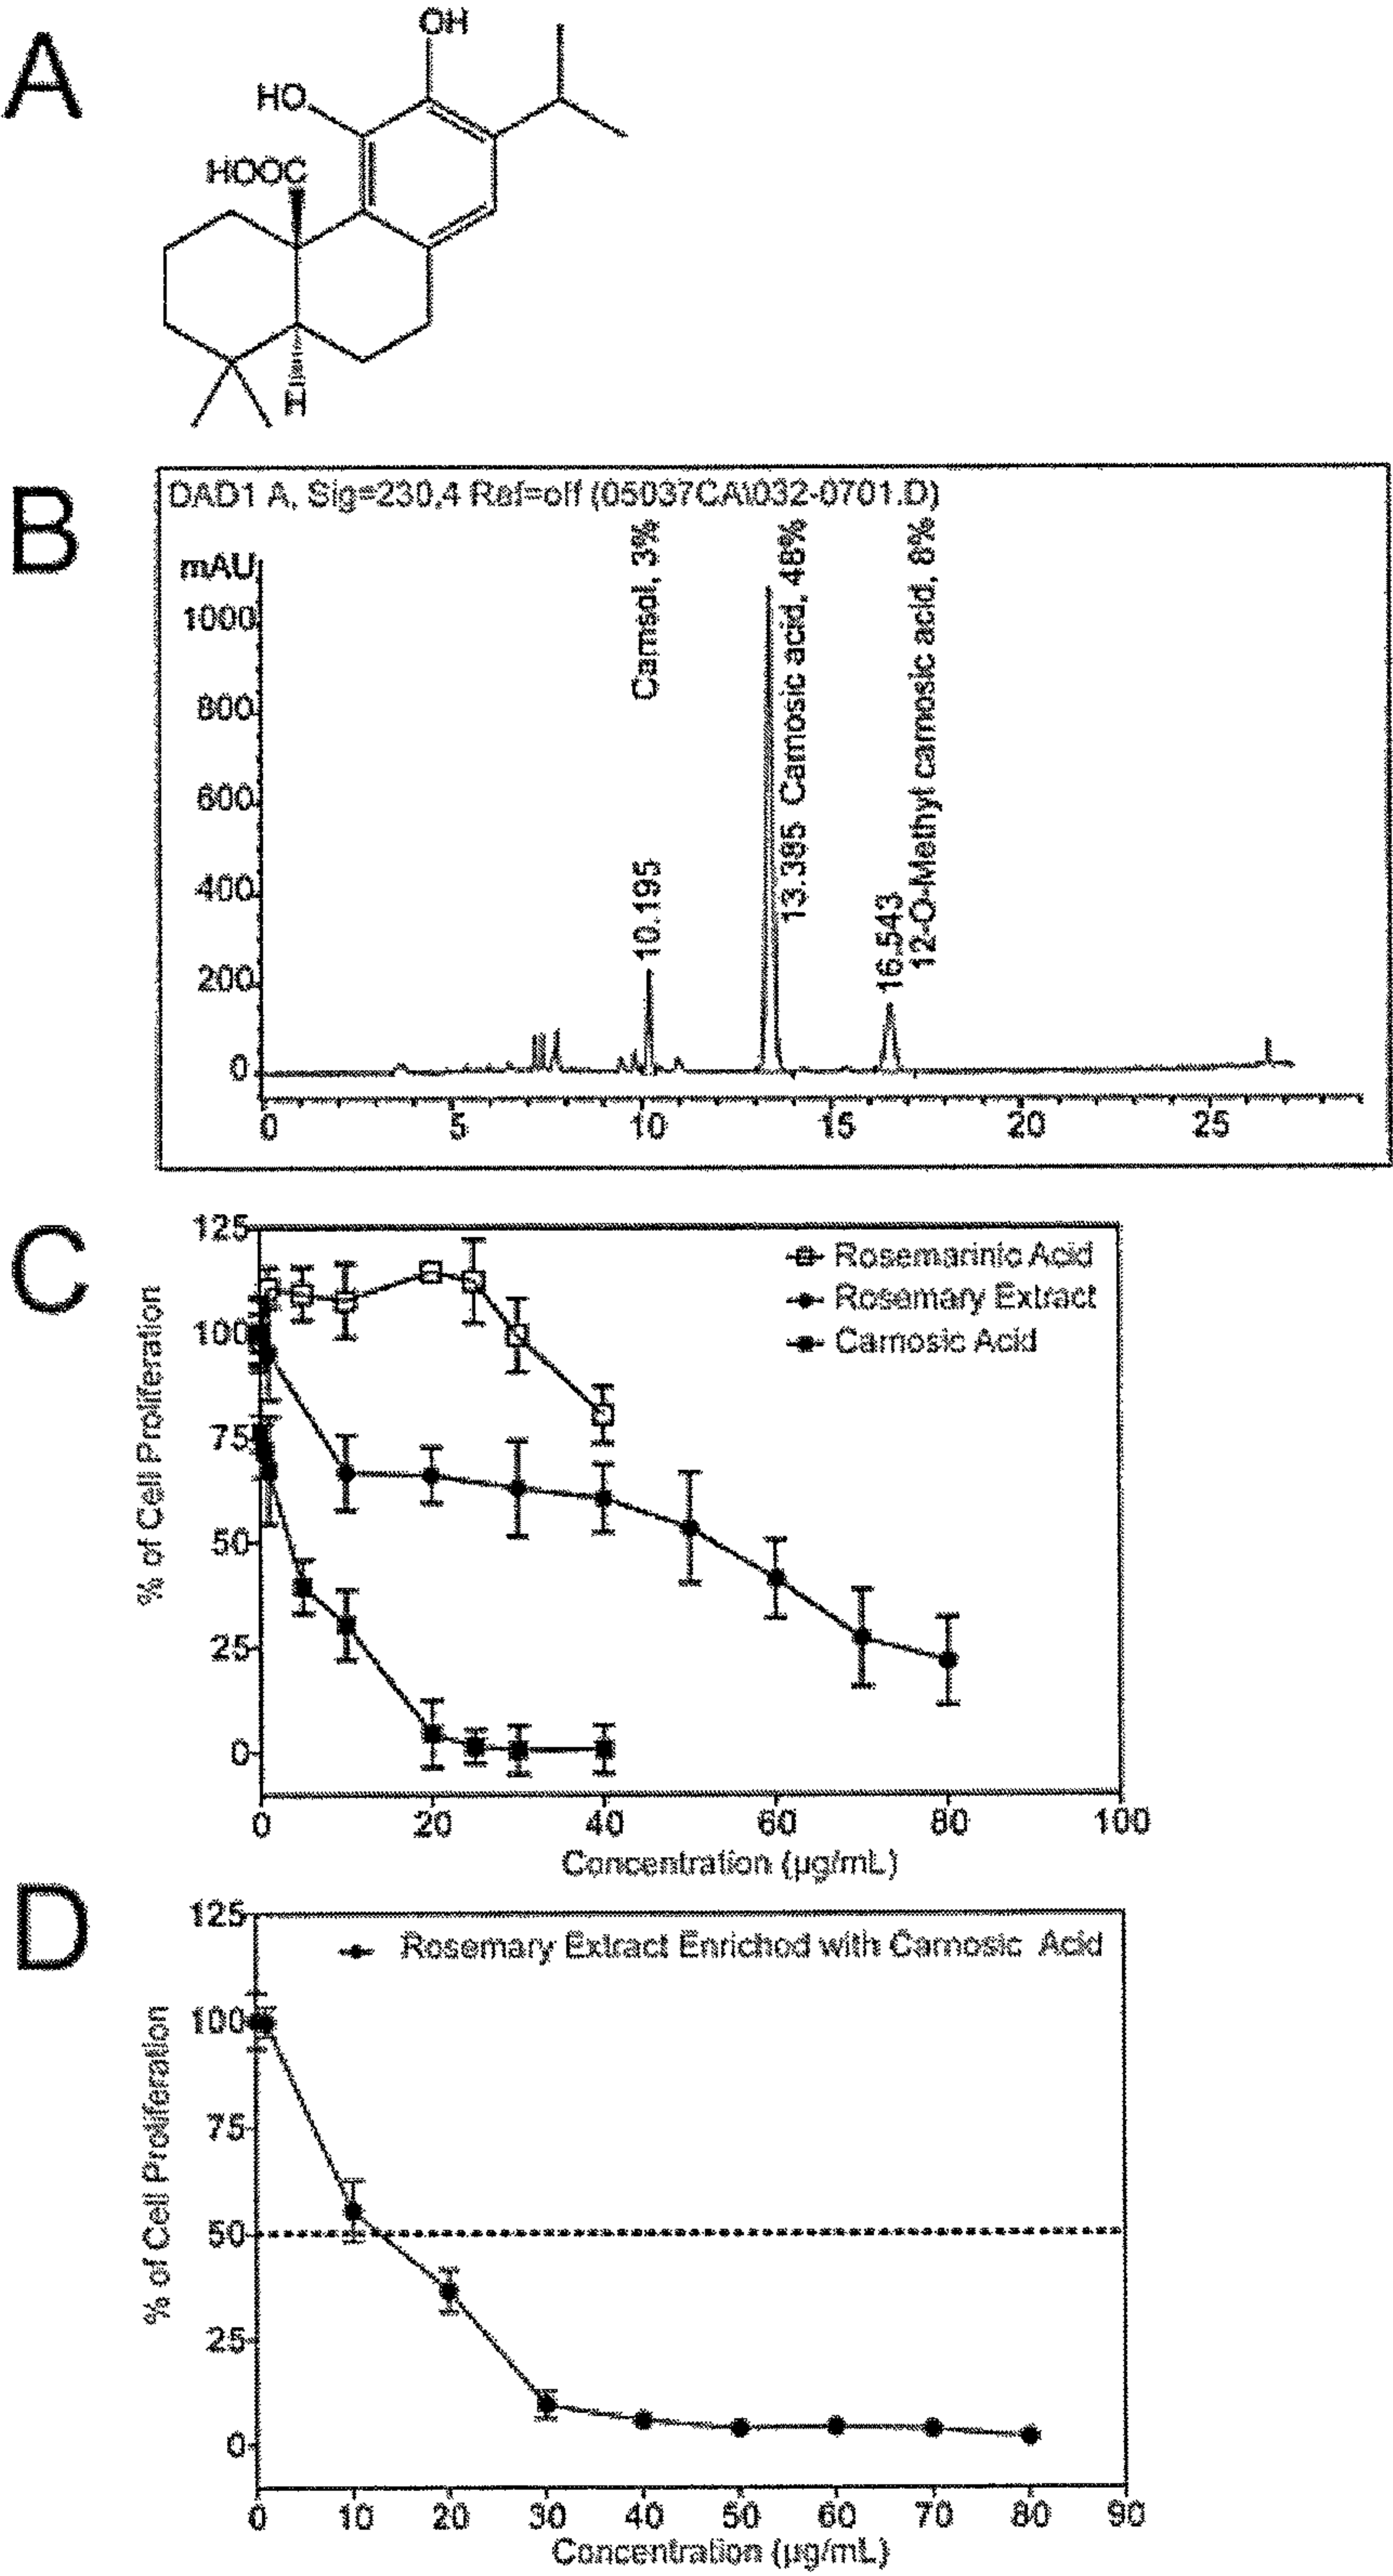 A
OH
HO
HOOC
H
B
DAD1 A, Sig=230,4 Ref=off (05037CA\032-0701.D)
mAU
1000
800
600
400
200
0
10.195
Carnsol, 3%
13.385 Carnosic acid, 48%
16.543
12-O-Methyl carnosic acid, 8%
0 5 10 15 20 25
C
% of Cell Proliferation
125
100
75
50
25
0
Rosemarinic Acid
Rosemary Extract
Carnosic Acid
0 20 40 60 80 100
Concentration (µg/mL)
D
% of Cell Proliferation
125
100
75
50
25
0
Rosemary Extract Enrichod with Carnosic Acid
0 10 20 30 40 50 60 70 80 90
Concentration (µg/mL)